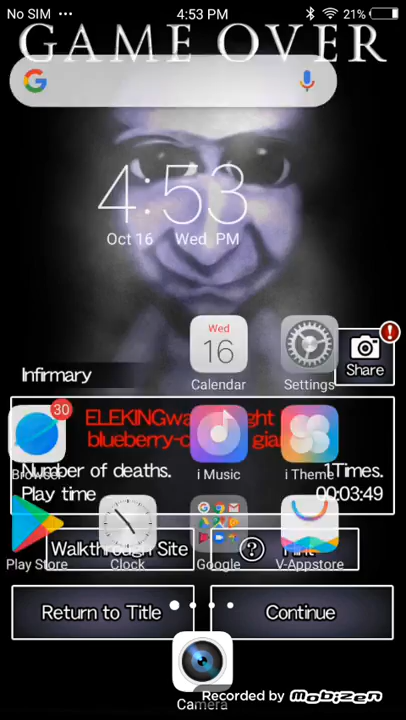 No SIM ••• 4:53 PM 21%
GAME OVER
4:53
Oct 16 Wed PM
Wed
16
Calendar
Settings
Share
Infirmary
30
blueberry-c
i Music
i Theme
Number of deaths. 1Times.
Play time 00:03:49
Walkthrough Site
?
Play Store
Clock
Google
V-Appstore
Return to Title
Continue
Camera
Recorded by Mobizen